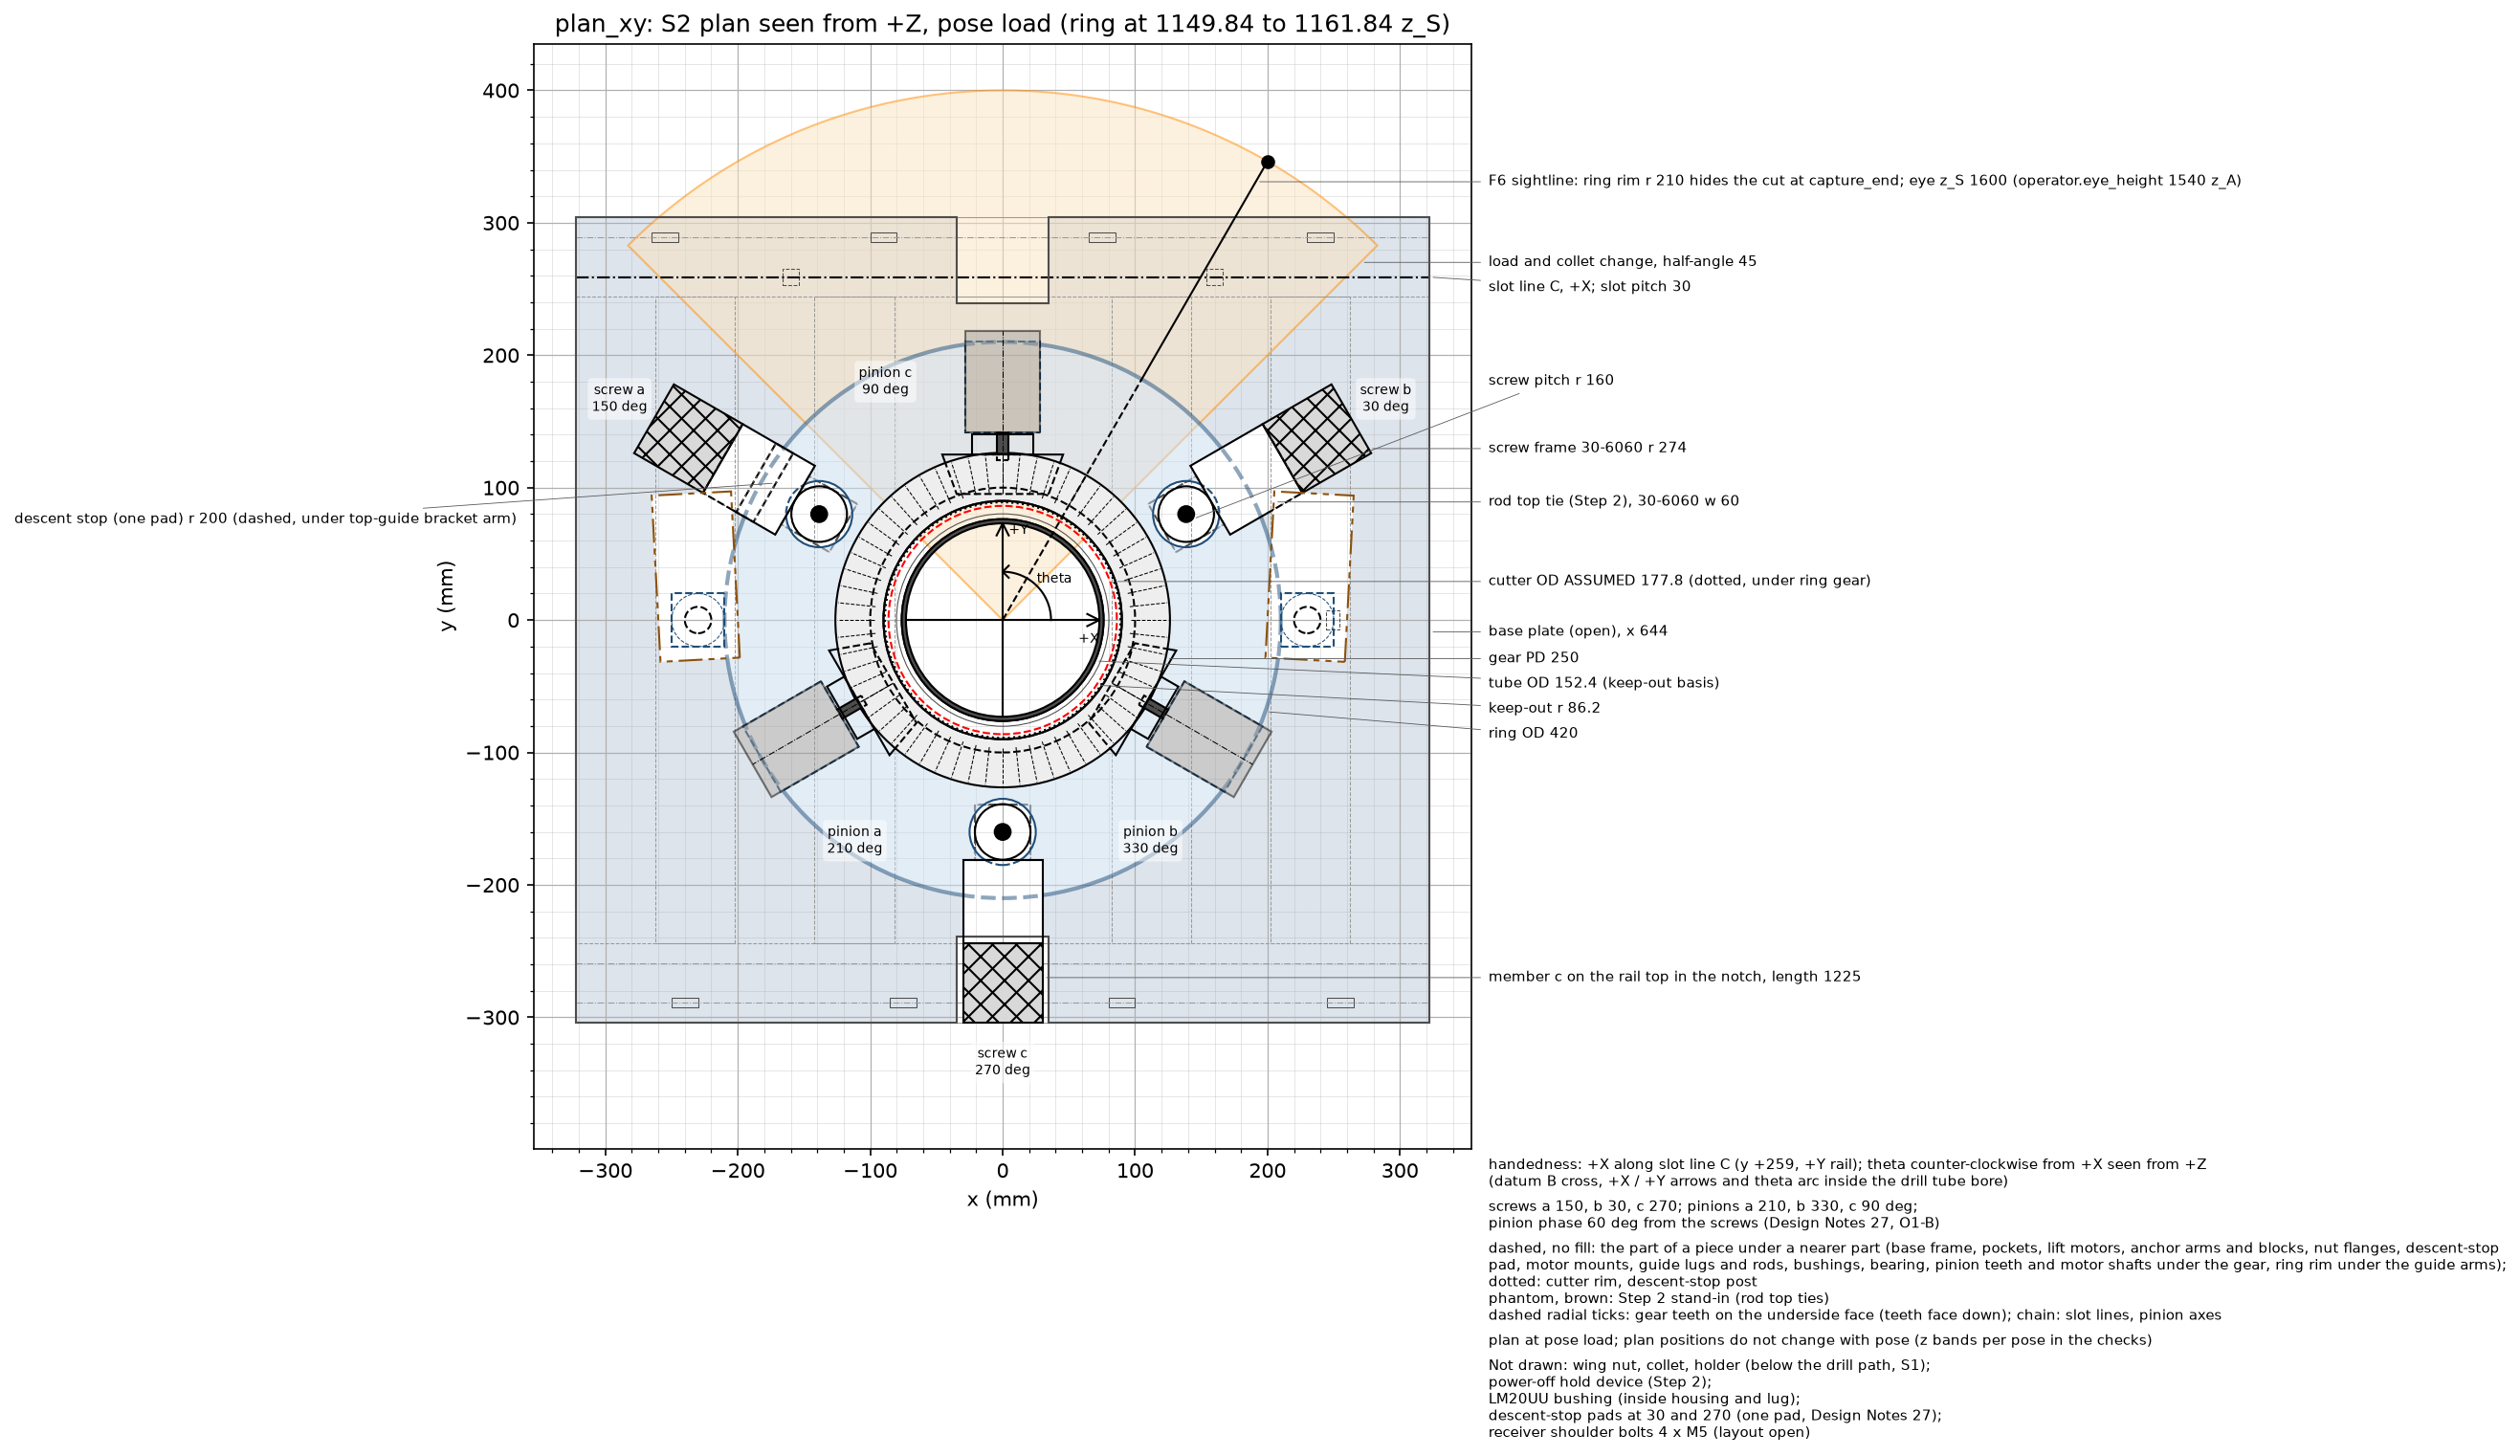 plan_xy: S2 plan seen from +Z, pose load (ring at 1149.84 to 1161.84 z_S)
400
300
200
100
0
−100
−200
−300
y (mm)
−300
−200
−100
0
100
200
300
x (mm)
screw a
150 deg
pinion c
90 deg
screw b
30 deg
descent stop (one pad) r 200 (dashed, under top-guide bracket arm)
+Y
theta
+X
pinion a
210 deg
pinion b
330 deg
screw c
270 deg
F6 sightline: ring rim r 210 hides the cut at capture_end; eye z_S 1600 (operator.eye_height 1540 z_A)
load and collet change, half-angle 45
slot line C, +X; slot pitch 30
screw pitch r 160
screw frame 30-6060 r 274
rod top tie (Step 2), 30-6060 w 60
cutter OD ASSUMED 177.8 (dotted, under ring gear)
base plate (open), x 644
gear PD 250
tube OD 152.4 (keep-out basis)
keep-out r 86.2
ring OD 420
member c on the rail top in the notch, length 1225
handedness: +X along slot line C (y +259, +Y rail); theta counter-clockwise from +X seen from +Z
(datum B cross, +X / +Y arrows and theta arc inside the drill tube bore)
screws a 150, b 30, c 270; pinions a 210, b 330, c 90 deg;
pinion phase 60 deg from the screws (Design Notes 27, O1-B)
dashed, no fill: the part of a piece under a nearer part (base frame, pockets, lift motors, anchor arms and blocks, nut flanges, descent-stop
pad, motor mounts, guide lugs and rods, bushings, bearing, pinion teeth and motor shafts under the gear, ring rim under the guide arms);
dotted: cutter rim, descent-stop post
phantom, brown: Step 2 stand-in (rod top ties)
dashed radial ticks: gear teeth on the underside face (teeth face down); chain: slot lines, pinion axes
plan at pose load; plan positions do not change with pose (z bands per pose in the checks)
Not drawn: wing nut, collet, holder (below the drill path, S1);
power-off hold device (Step 2);
LM20UU bushing (inside housing and lug);
descent-stop pads at 30 and 270 (one pad, Design Notes 27);
receiver shoulder bolts 4 x M5 (layout open)